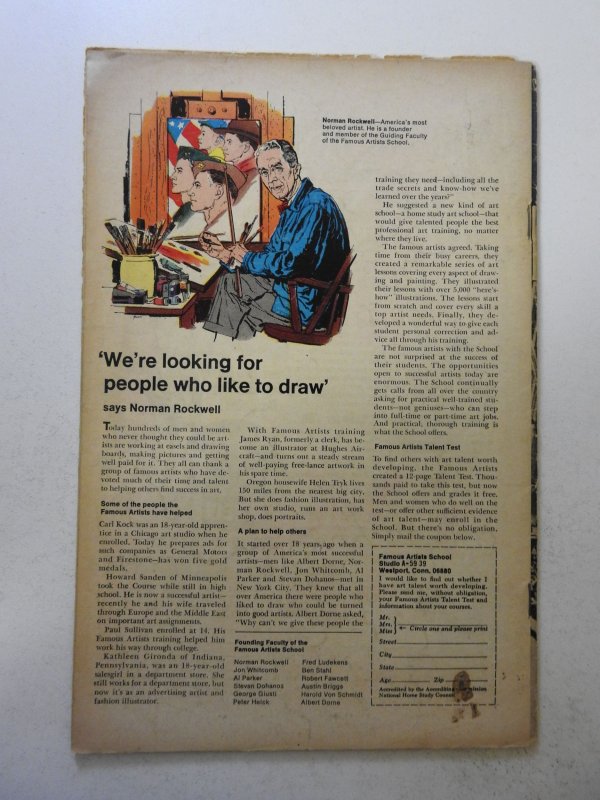 Norman Rockwell—America's most
beloved artist. He is a founder
and member of the Guiding Faculty
of the Famous Artists School.
'We're looking for
people who like to draw'
says Norman Rockwell
Today hundreds of men and women
who never thought they could be art-
ists are working at easels and drawing
boards, making pictures and getting
well paid for it. They all can thank a
group of famous artists who have de-
voted much of their time and talent
to helping others find success in art.
Some of the people the
Famous Artists have helped
Carl Kock was an 18-year-old appren-
tice in a Chicago art studio when he
enrolled. Today he prepares ads for
such companies as General Motors
and Firestone—has won five gold
medals.
Howard Sanden of Minneapolis
took the Course while still in high
school. He is now a successful artist—
recently he and his wife traveled
through Europe and the Middle East
on important art assignments.
Paul Sullivan enrolled at 14. His
Famous Artists training helped him
work his way through college.
Kathleen Gironda of Indiana,
Pennsylvania, was an 18-year-old
salesgirl in a department store. She
still works for a department store, but
now it's as an advertising artist and
fashion illustrator.
With Famous Artists training
James Ryan, formerly a clerk, has be-
come an illustrator at Hughes Air-
craft—and turns out a steady stream
of well-paying free-lance artwork in
his spare time.
Oregon housewife Helen Tryk lives
150 miles from the nearest big city.
But she does fashion illustration, has
her own studio, runs an art work
shop, does portraits.
A plan to help others
It started over 18 years ago when a
group of America's most successful
artists—men like Albert Dorne, Nor-
man Rockwell, Jon Whitcomb, Al
Parker and Stevan Dohanos—met in
New York City. They knew that all
over America there were people who
liked to draw who could be turned
into good artists. Albert Dorne asked,
"Why can't we give these people the
Founding Faculty of the
Famous Artists School
Norman Rockwell
Jon Whitcomb
Al Parker
Stevan Dohanos
George Giusti
Peter Helck
Fred Ludekens
Ben Stahl
Robert Fawcett
Austin Briggs
Harold Von Schmidt
Albert Dorne
training they need—including all the
trade secrets and know-how we've
learned over the years?"
He suggested a new kind of art
school—a home study art school—that
would give talented people the best
professional art training, no matter
where they live.
The famous artists agreed. Taking
time from their busy careers, they
created a remarkable series of art
lessons covering every aspect of draw-
ing and painting. They illustrated
their lessons with over 5,000 "here's-
how" illustrations. The lessons start
from scratch and cover every skill a
top artist needs. Finally, they de-
veloped a wonderful way to give each
student personal correction and ad-
vice all through his training.
The famous artists with the School
are not surprised at the success of
their students. The opportunities
open to successful artists today are
enormous. The School continually
gets calls from all over the country
asking for practical well-trained stu-
dents—not geniuses—who can step
into full-time or part-time art jobs.
And practical, thorough training is
what the School offers.
Famous Artists Talent Test
To find others with art talent worth
developing, the Famous Artists
created a 12-page Talent Test. Thou-
sands paid to take this test, but now
the School offers and grades it free.
Men and women who do well on the
test—or offer other sufficient evidence
of art talent—may enroll in the
School. But there's no obligation.
Simply mail the coupon below.
Famous Artists School
Studio A-59 39
Westport, Conn. 06880
I would like to find out whether I
have art talent worth developing.
Please send me, without obligation,
your Famous Artists Talent Test and
information about your courses.
Mr.
Mrs.
Miss
Circle one and please print
Street
City
State
Age Zip
Accredited by the Accrediting
National Home Study Council